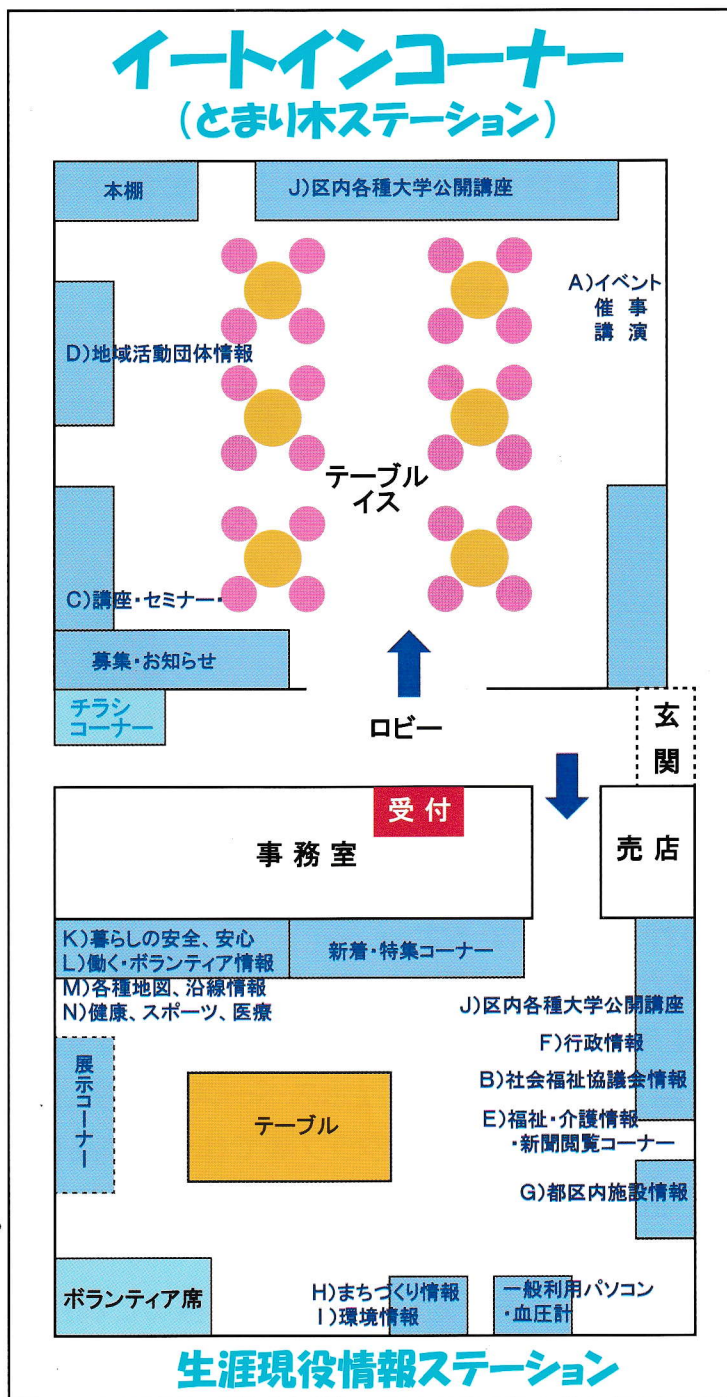 イートインコーナー
(とまり木ステーション)
本棚
J)区内各種大学公開講座
A)イベント
催 事
講 演
D)地域活動団体情報
テーブル
イス
C)講座・セミナー・
募集・お知らせ
チラシ
コーナー
ロビー
玄
関
受 付
事 務 室
売 店
K)暮らしの安全、安心
L)働く・ボランティア情報
M)各種地図、沿線情報
N)健康、スポーツ、医療
新着・特集コーナー
J)区内各種大学公開講座
F)行政情報
B)社会福祉協議会情報
E)福祉・介護情報
・新聞閲覧コーナー
G)都区内施設情報
展示コーナー
テーブル
ボランティア席
H)まちづくり情報
I)環境情報
一般利用パソコン
・血圧計
生涯現役情報ステーション